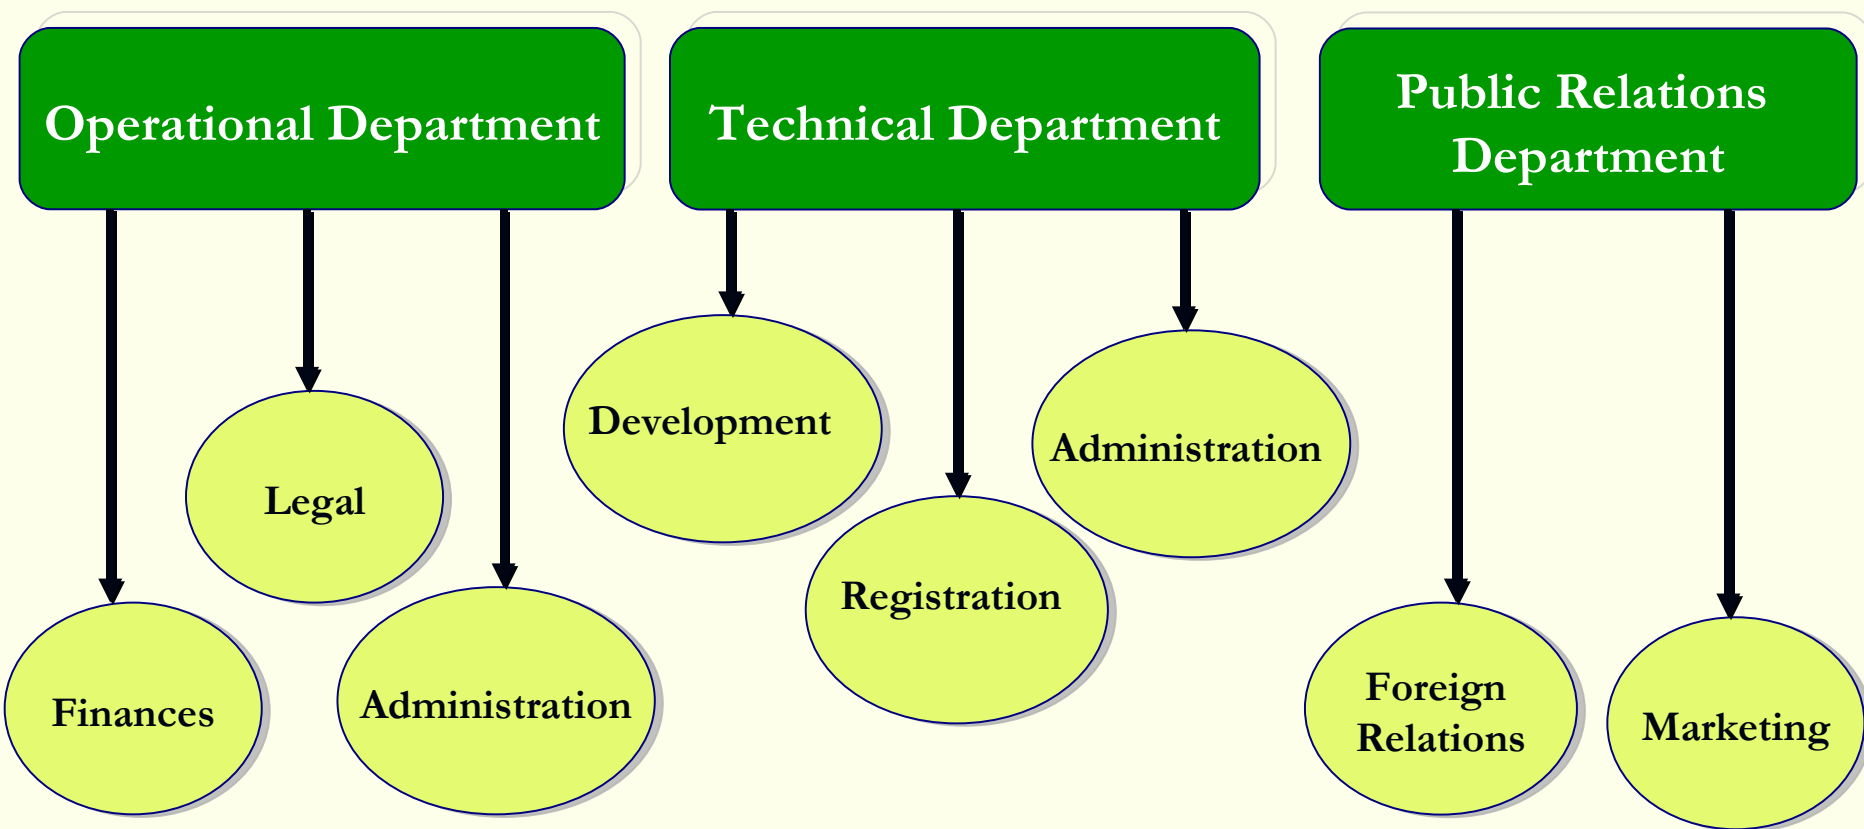 Operational Department
Technical Department
Public Relations
Department
Development
Administration
Legal
Registration
Finances
Administration
Foreign
Relations
Marketing